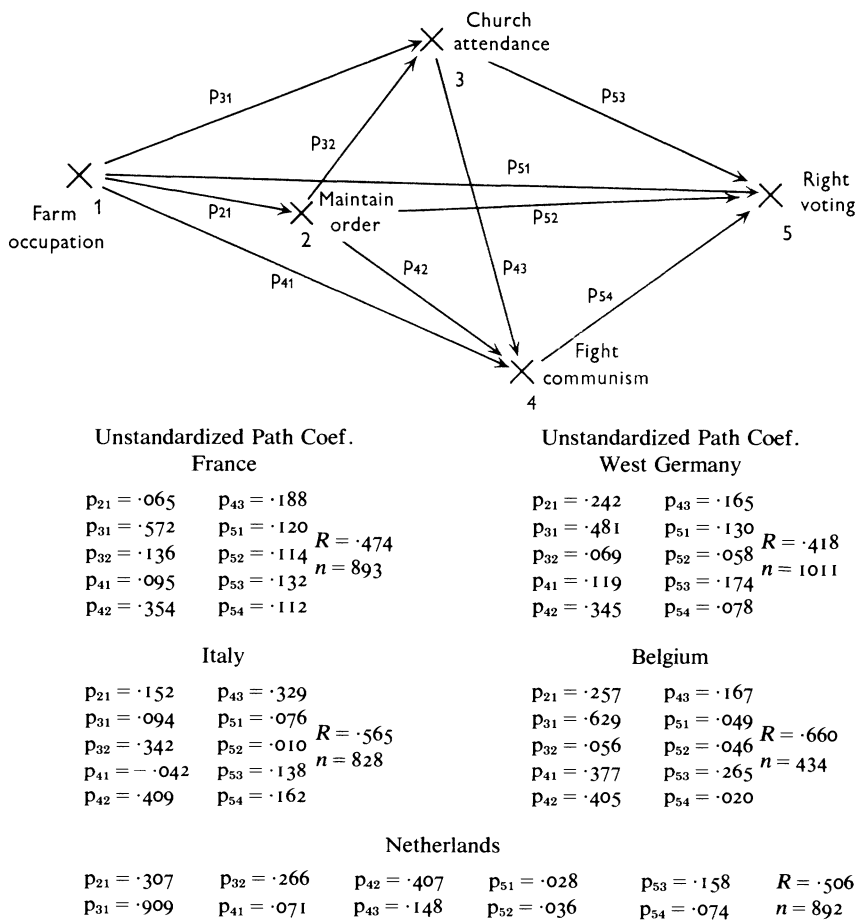 Church
attendance
3
P31
P53
P32
P51
Maintain
order
Right
voting
1
P21
P52
Farm
occupation
2
5
P42
P43
P41
P54
Fight
communism
4
Unstandardized Path Coef.
France
p21 = ·065 p43 = ·188
p31 = ·572 p51 = ·120
p32 = ·136 p52 = ·114
p41 = ·095 p53 = ·132
p42 = ·354 p54 = ·112
R = ·474
n = 893
Unstandardized Path Coef.
West Germany
p21 = ·242 p43 = ·165
p31 = ·481 p51 = ·130
p32 = ·069 p52 = ·058
p41 = ·119 p53 = ·174
p42 = ·345 p54 = ·078
R = ·418
n = 1011
Italy
p21 = ·152 p43 = ·329
p31 = ·094 p51 = ·076
p32 = ·342 p52 = ·010
p41 = − ·042 p53 = ·138
p42 = ·409 p54 = ·162
R = ·565
n = 828
Belgium
p21 = ·257 p43 = ·167
p31 = ·629 p51 = ·049
p32 = ·056 p52 = ·046
p41 = ·377 p53 = ·265
p42 = ·405 p54 = ·020
R = ·660
n = 434
Netherlands
p21 = ·307 p32 = ·266 p42 = ·407 p51 = ·028 p53 = ·158 R = ·506
p31 = ·909 p41 = ·071 p43 = ·148 p52 = ·036 p54 = ·074 n = 892